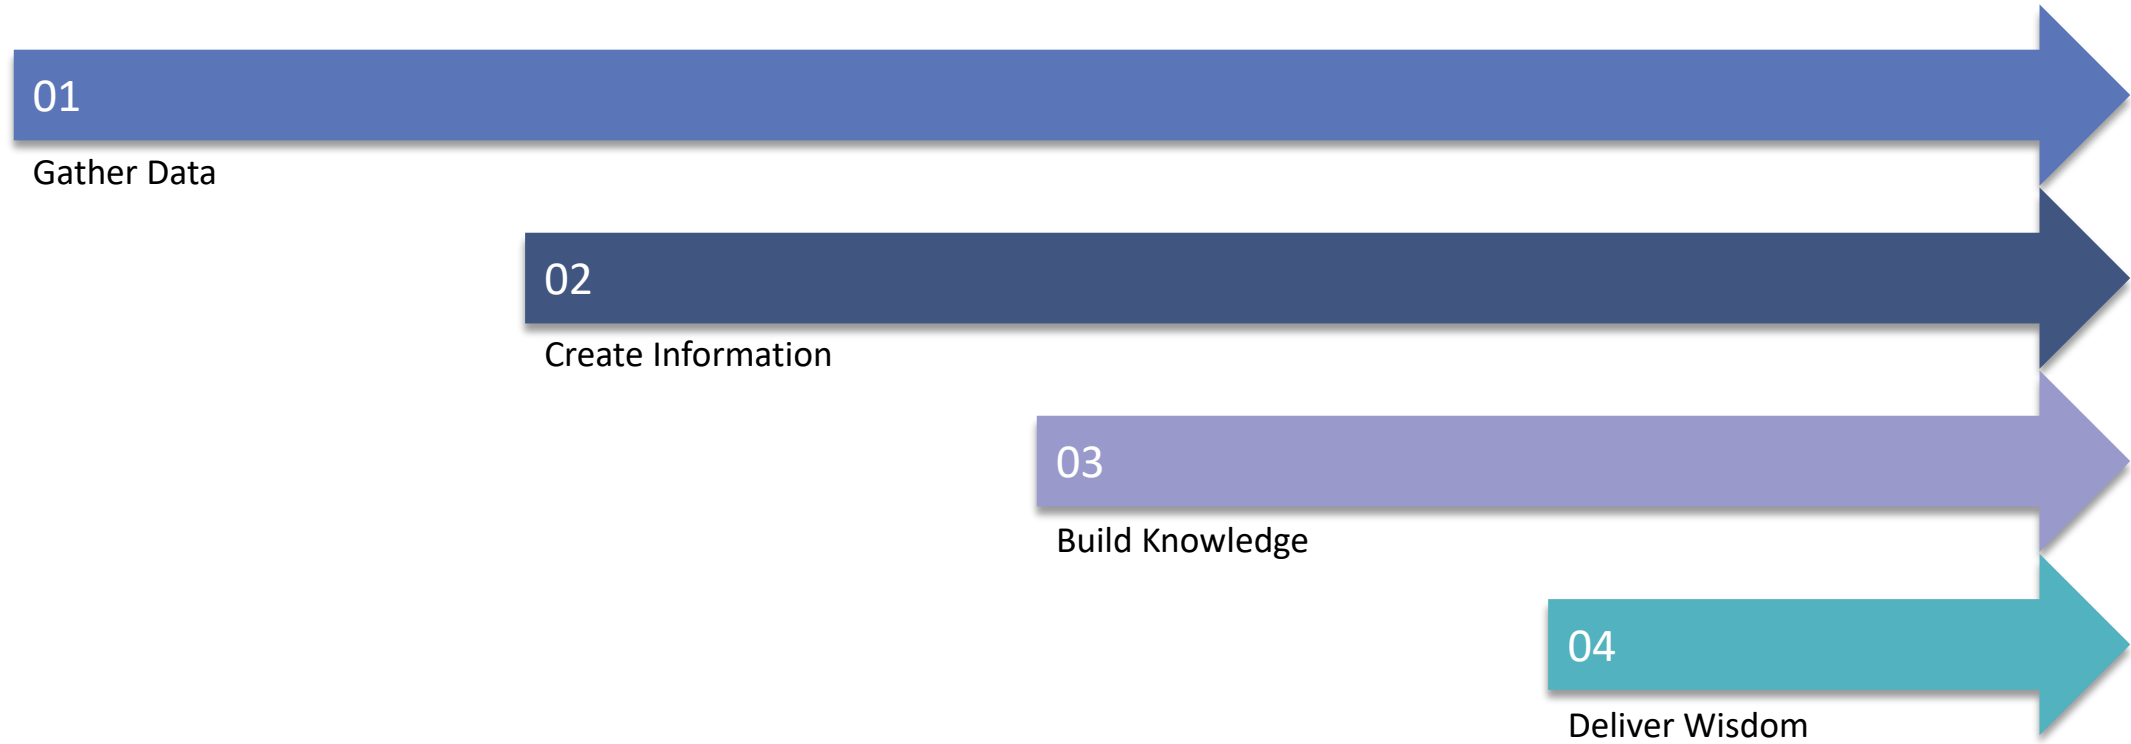 01
Gather Data
02
Create Information
03
Build Knowledge
04
Deliver Wisdom